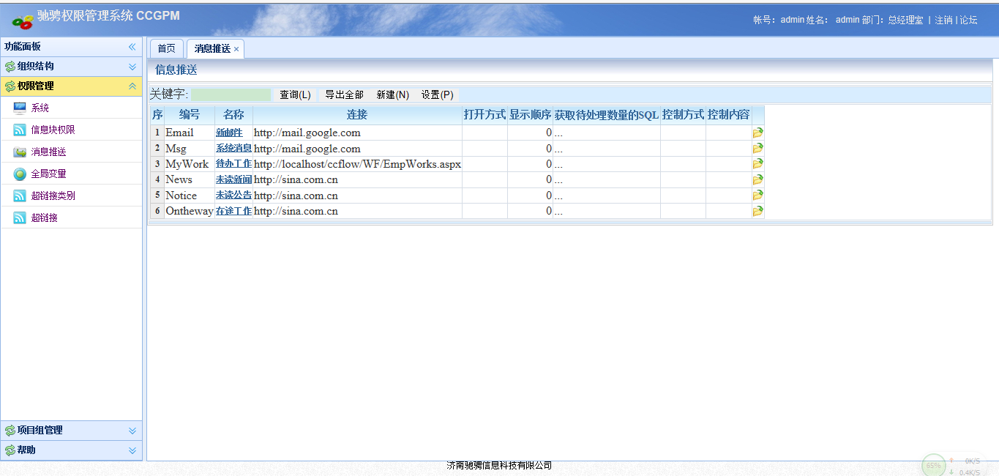 驰骋权限管理系统 CCGPM
帐号: admin 姓名: admin 部门: 总经理室 | 注销 | 论坛
功能面板
首页 消息推送 ×
组织结构
权限管理
系统
信息块权限
消息推送
全局变量
超链接类别
超链接
项目组管理
帮助
信息推送
关键字: 查询(L) 导出全部 新建(N) 设置(P)
序 编号 名称 连接 打开方式 显示顺序 获取待处理数量的SQL 控制方式 控制内容
1 Email 新邮件 http://mail.google.com 0 ...
2 Msg 系统消息 http://mail.google.com 0 ...
3 MyWork 待办工作 http://localhost/ccflow/WF/EmpWorks.aspx 0 ...
4 News 未读新闻 http://sina.com.cn 0 ...
5 Notice 未读公告 http://sina.com.cn 0 ...
6 Ontheway 在途工作 http://sina.com.cn 0 ...
济南驰骋信息科技有限公司
65% ↑ 0K/S
↓ 0.4K/S